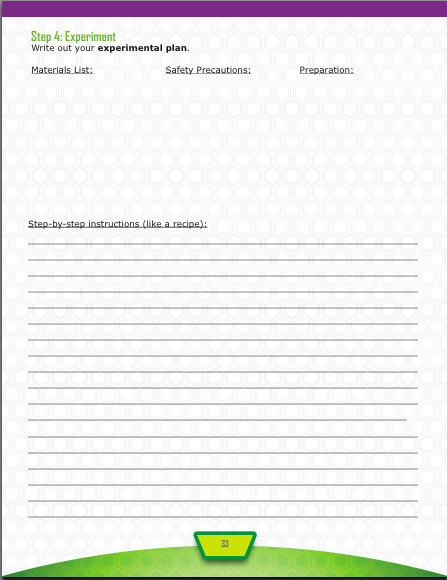 Step 4: Experiment
Write out your experimental plan.
Materials List: Safety Precautions: Preparation:
Step-by-step instructions (like a recipe):
33